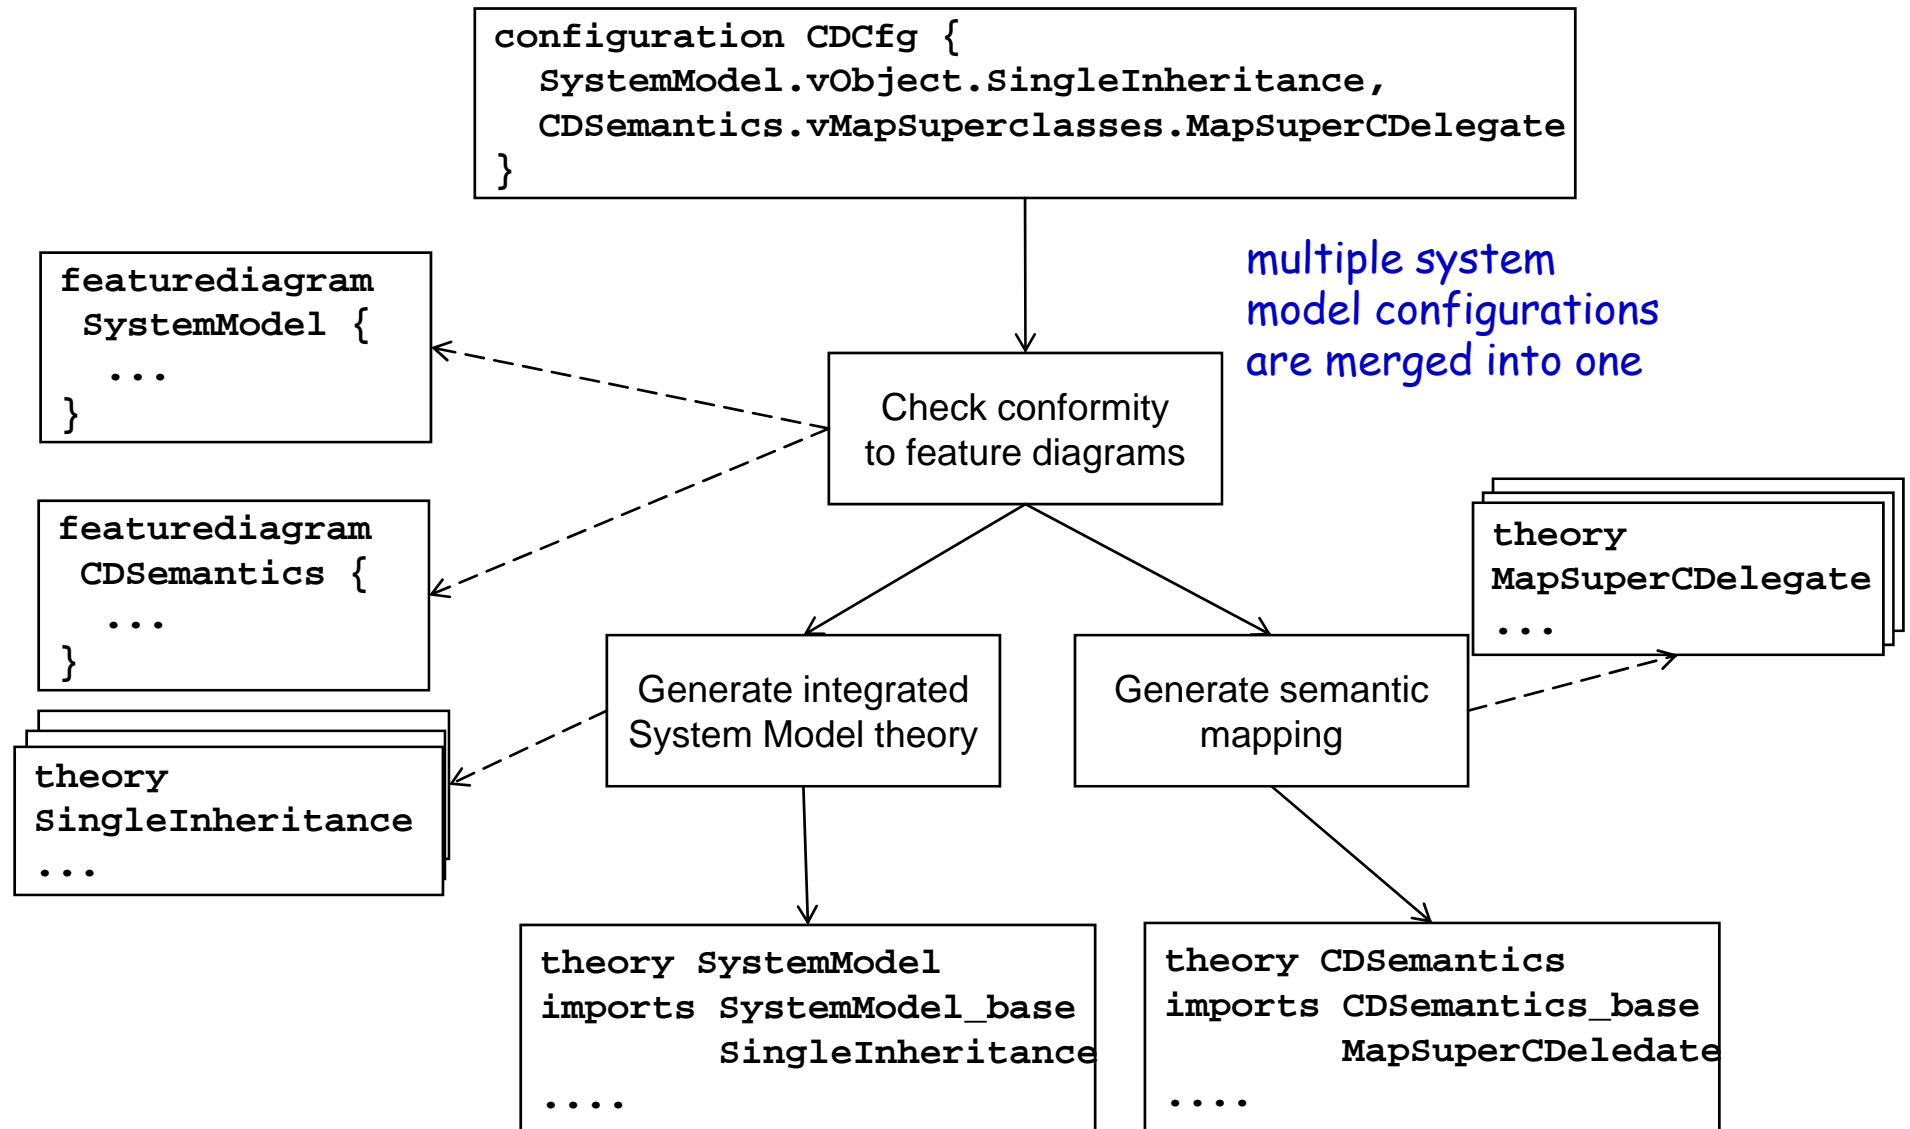 configuration CDCfg {
SystemModel.vObject.SingleInheritance,
CDSemantics.vMapSuperclasses.MapSuperCDelegate
}
multiple system
model configurations
are merged into one
featurediagram
SystemModel {
...
}
Check conformity
to feature diagrams
featurediagram
CDSemantics {
...
}
theory
MapSuperCDelegate
...
Generate integrated
System Model theory
Generate semantic
mapping
theory
SingleInheritance
...
theory SystemModel
imports SystemModel_base
SingleInheritance
....
theory CDSemantics
imports CDSemantics_base
MapSuperCDeledate
....